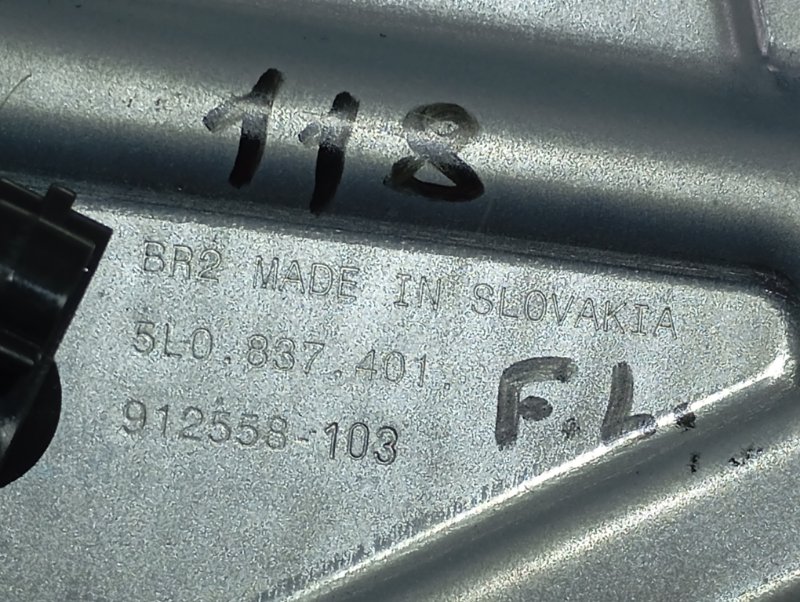 118
BR2 MADE IN SLOVAKIA
5L0.837.401.
912558-103
F.L.